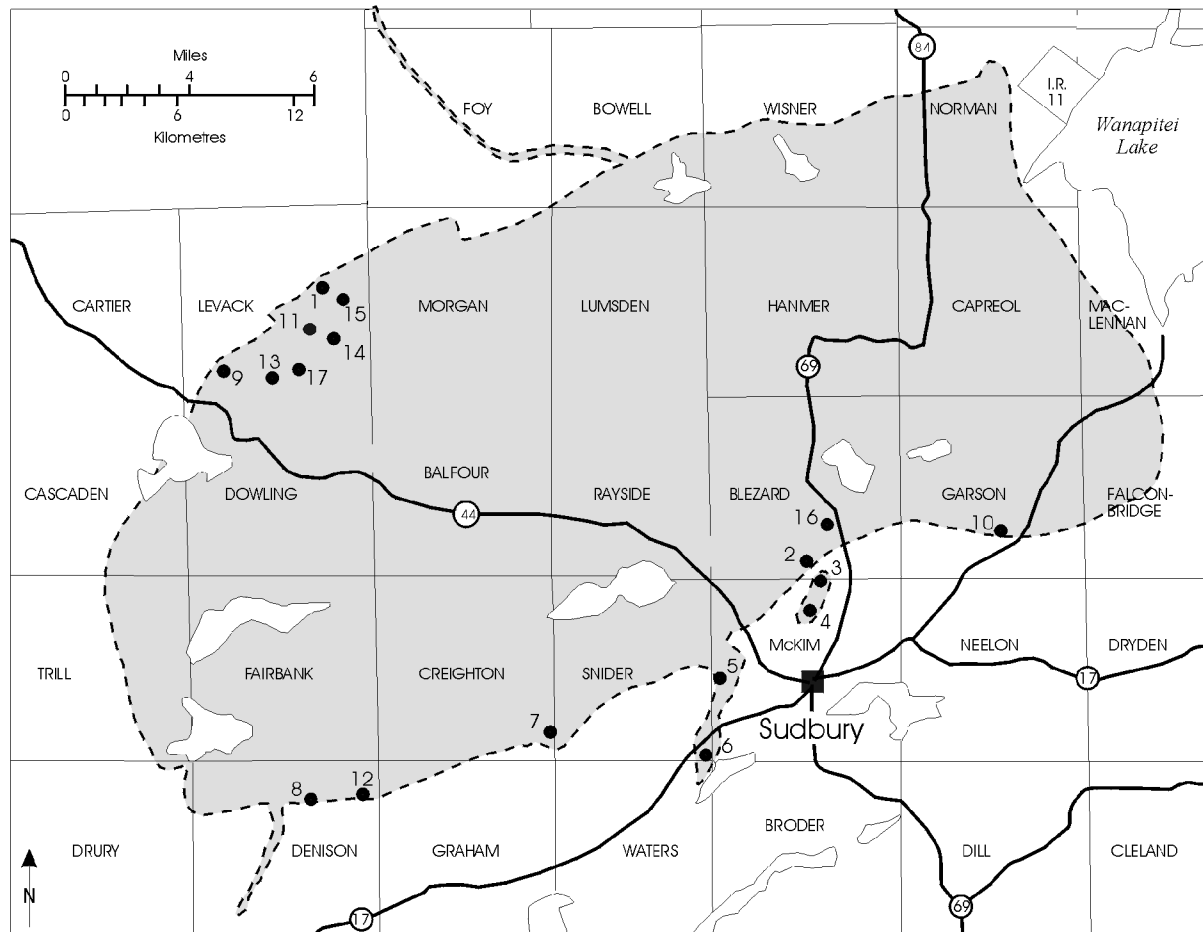 Miles
0 4 6
0 6 12
Kilometres
84
I.R.
11
FOY
BOWELL
WISNER
NORMAN
Wanapitei
Lake
CARTIER
LEVACK
1
15
11
14
9
13
17
MORGAN
LUMSDEN
HANMER
CAPREOL
MAC-
LENNAN
69
CASCADEN
DOWLING
BALFOUR
44
RAYSIDE
BLEZARD
GARSON
FALCON-
BRIDGE
16
10
2
3
4
McKIM
NEELON
DRYDEN
TRILL
FAIRBANK
CREIGHTON
SNIDER
5
17
7
Sudbury
6
8
12
BRODER
DRURY
DENISON
GRAHAM
WATERS
DILL
CLELAND
N
17
69